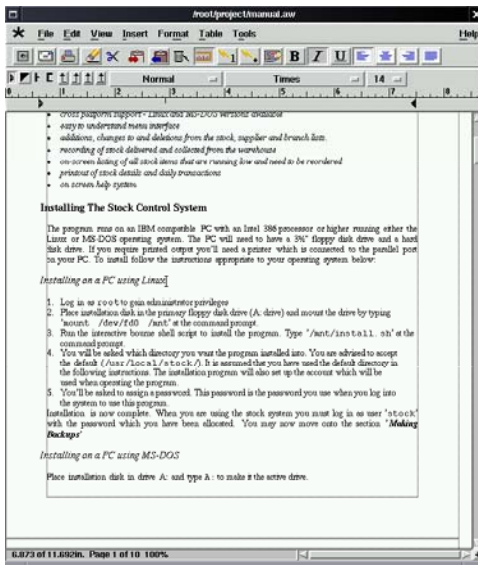 /root/project/manual.aw
File Edit View Insert Format Table Tools Help
B I U
Normal Times 14
0 1 2 3 4 5 6 7 8
cross platform support - Linux and MS-DOS versions available
easy to understand menu interface
additions, changes to and deletions from the stock, supplier and branch lists.
recording of stock delivered and collected from the warehouse
on-screen listing of all stock items that are running low and need to be reordered
printout of stock details and daily transactions
on screen help system
Installing The Stock Control System
The program runs on an IBM compatible PC with an Intel 386 processor or higher running either the
Linux or MS-DOS operating system. The PC will need to have a 3½" floppy disk drive and a hard
disk drive. If you require printed output you'll need a printer which is connected to the parallel port
on your PC. To install follow the instructions appropriate to your operating system below:
Installing on a PC using Linux
1. Log in as root to gain administrator privileges
2. Place installation disk in the primary floppy disk drive (A: drive) and mount the drive by typing
'mount /dev/fd0 /mnt' at the command prompt.
3. Run the interactive bourne shell script to install the program. Type '/mnt/install.sh' at the
command prompt.
4. You will be asked which directory you want the program installed into. You are advised to accept
the default (/usr/local/stock/). It is assumed that you have used the default directory in
the following instructions. The installation program will also set up the account which will be
used when operating the program.
5. You'll be asked to assign a password. This password is the password you use when you log into
the system to use this program.
Installation is now complete. When you are using the stock system you must log in as user 'stock'
with the password which you have been allocated. You may now move onto the section "Making
Backups"
Installing on a PC using MS-DOS
Place installation disk in drive A: and type A: to make it the active drive.
6.873 of 11.692in. Page 1 of 10 100%